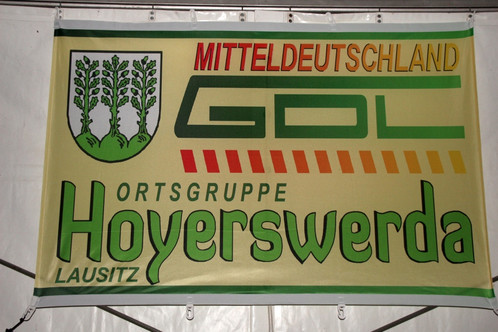 MITTELDEUTSCHLAND
GDL
ORTSGRUPPE
Hoyerswerda
LAUSITZ